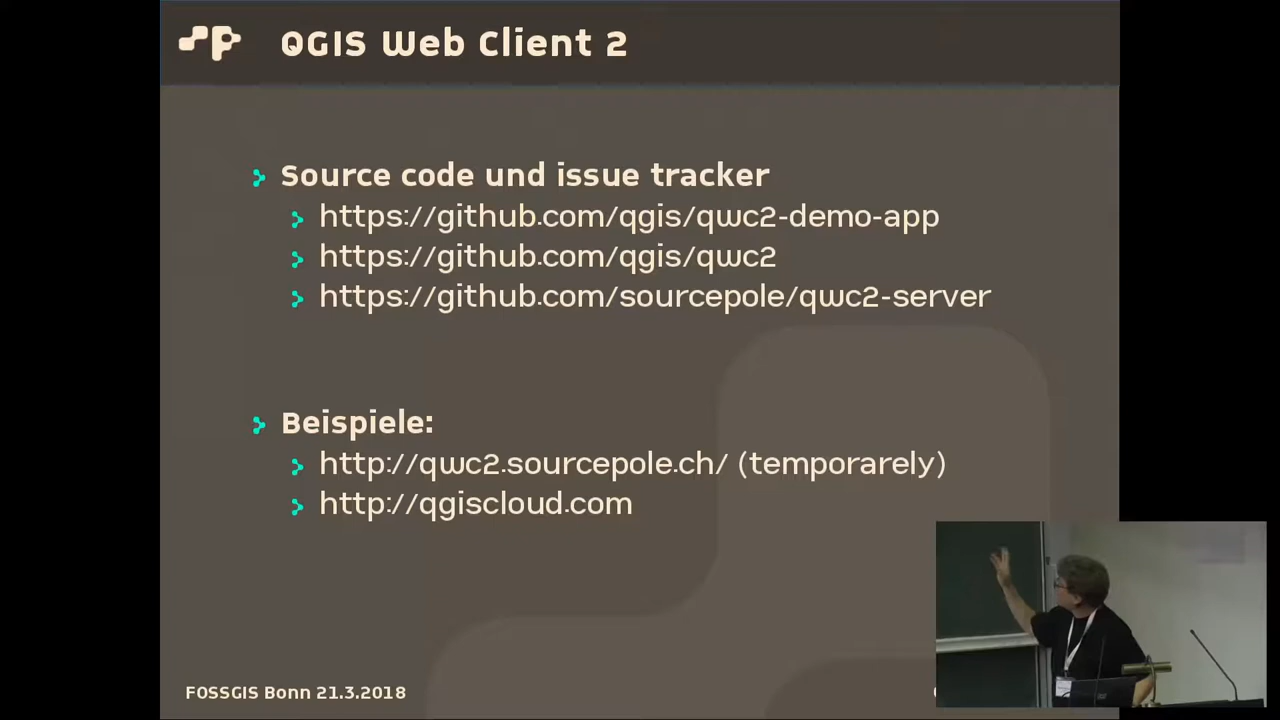 QGIS Web Client 2
Source code und issue tracker
https://github.com/qgis/qwc2-demo-app
https://github.com/qgis/qwc2
https://github.com/sourcepole/qwc2-server
Beispiele:
http://qwc2.sourcepole.ch/ (temporarely)
http://qgiscloud.com
FOSSGIS Bonn 21.3.2018